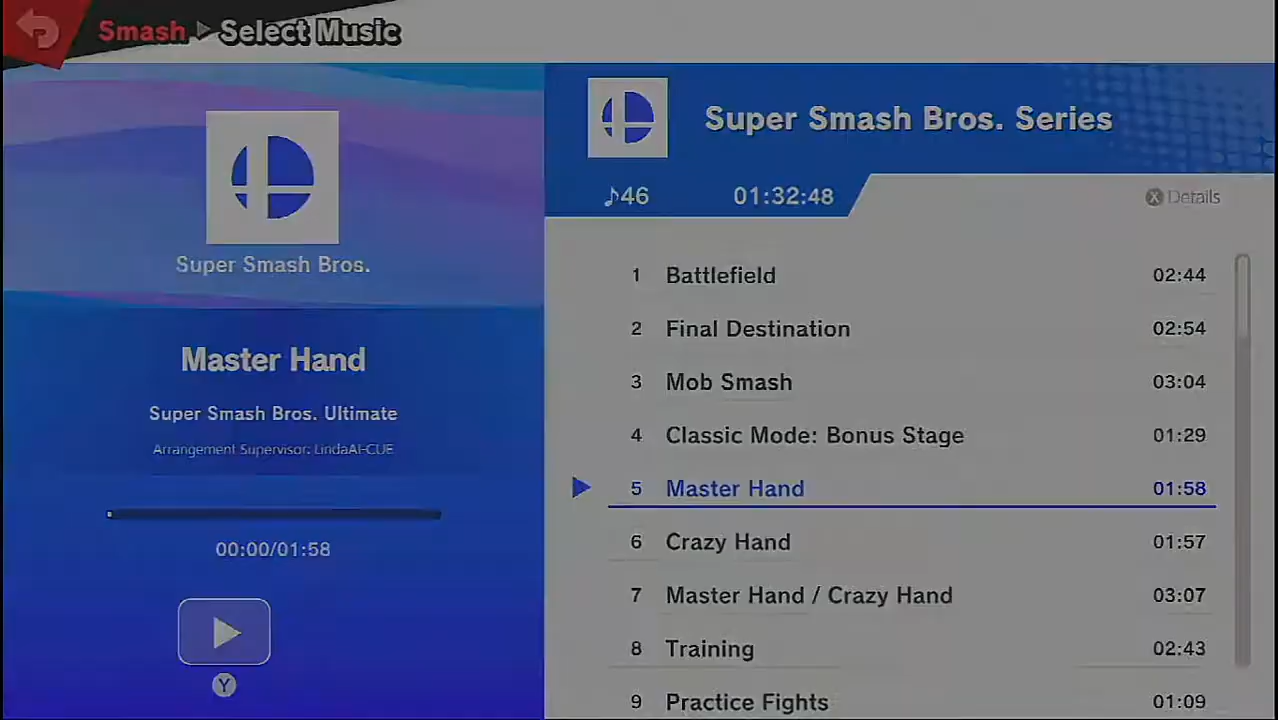 Smash ▶ Select Music
Super Smash Bros.
Master Hand
Super Smash Bros. Ultimate
Arrangement Supervisor: LindaAI-CUE
00:00/01:58
Y
Super Smash Bros. Series
♪46 01:32:48
X Details
1 Battlefield 02:44
2 Final Destination 02:54
3 Mob Smash 03:04
4 Classic Mode: Bonus Stage 01:29
5 Master Hand 01:58
6 Crazy Hand 01:57
7 Master Hand / Crazy Hand 03:07
8 Training 02:43
9 Practice Fights 01:09